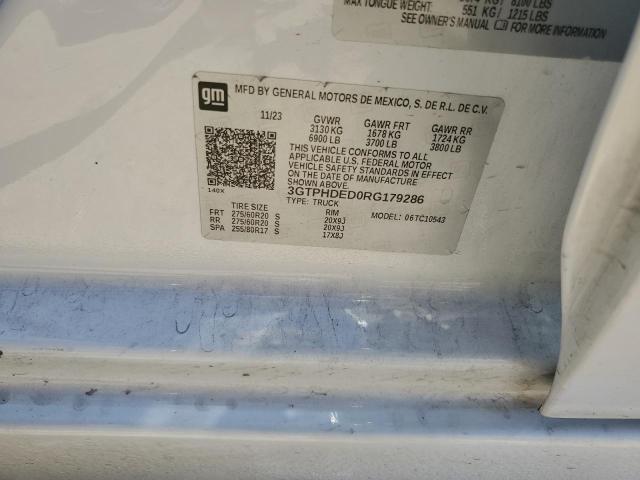 MAX TONGUE WEIGHT: 551 KG / 1215 LBS
SEE OWNER'S MANUAL FOR MORE INFORMATION
gm
MFD BY GENERAL MOTORS DE MEXICO, S. DE R.L. DE C.V.
11/23 GVWR GAWR FRT GAWR RR
3130 KG 1678 KG 1724 KG
6900 LB 3700 LB 3800 LB
THIS VEHICLE CONFORMS TO ALL
APPLICABLE U.S. FEDERAL MOTOR
VEHICLE SAFETY STANDARDS IN EFFECT
ON THE DATE OF MANUFACTURE SHOWN ABOVE.
3GTPHDED0RG179286
140X
TYPE: TRUCK
TIRE SIZE RIM MODEL: 06TC10543
FRT 275/60R20 S 20X9J
RR 275/60R20 S 20X9J
SPA 255/80R17 S 17X8J